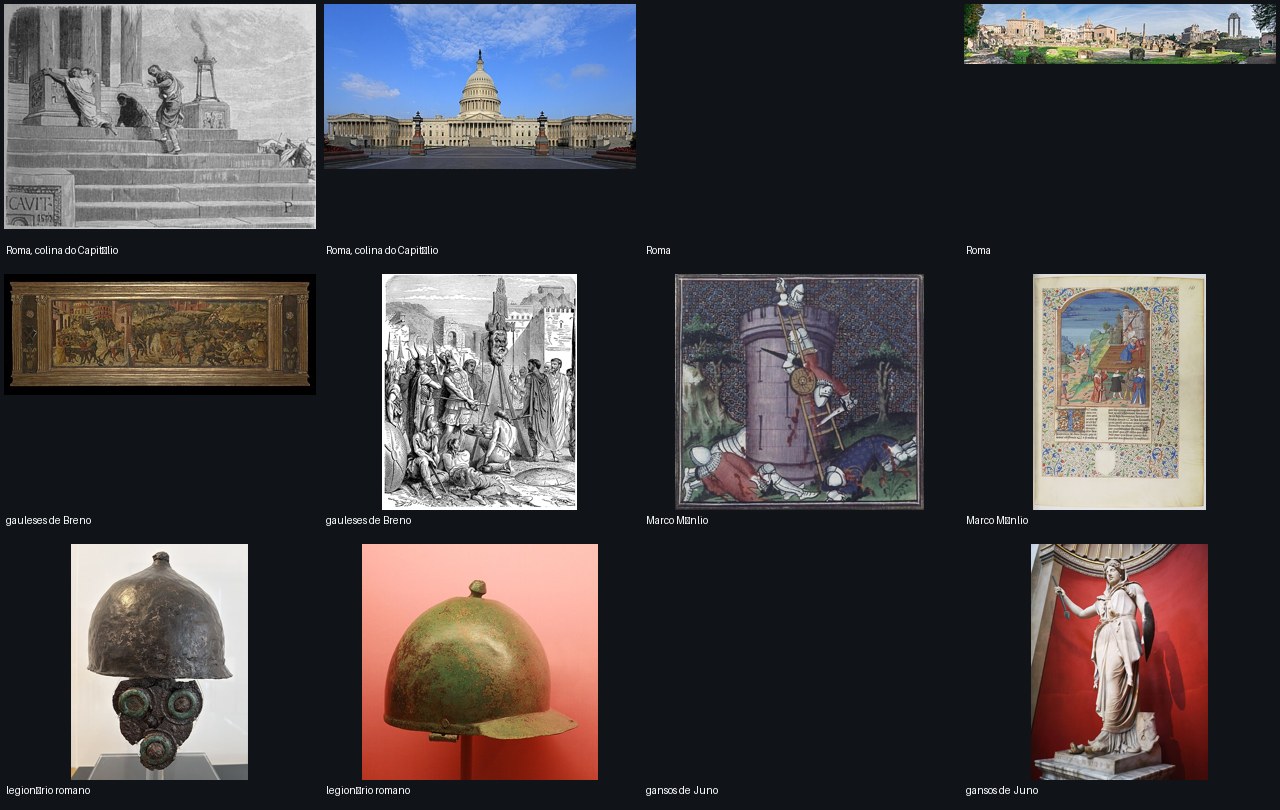 CAVIT
P
Roma, colina do Capit☒lio
Roma, colina do Capit☒lio
Roma
Roma
gauleses de Breno
gauleses de Breno
Marco M☒nlio
Marco M☒nlio
legion☒rio romano
legion☒rio romano
gansos de Juno
gansos de Juno